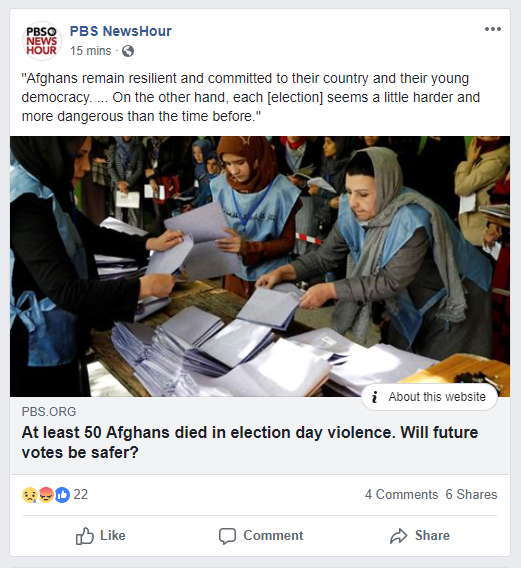 PBS
NEWS
HOUR
PBS NewsHour
15 mins ·
"Afghans remain resilient and committed to their country and their young
democracy. ... On the other hand, each [election] seems a little harder and
more dangerous than the time before."
i About this website
PBS.ORG
At least 50 Afghans died in election day violence. Will future
votes be safer?
22
4 Comments 6 Shares
Like Comment Share